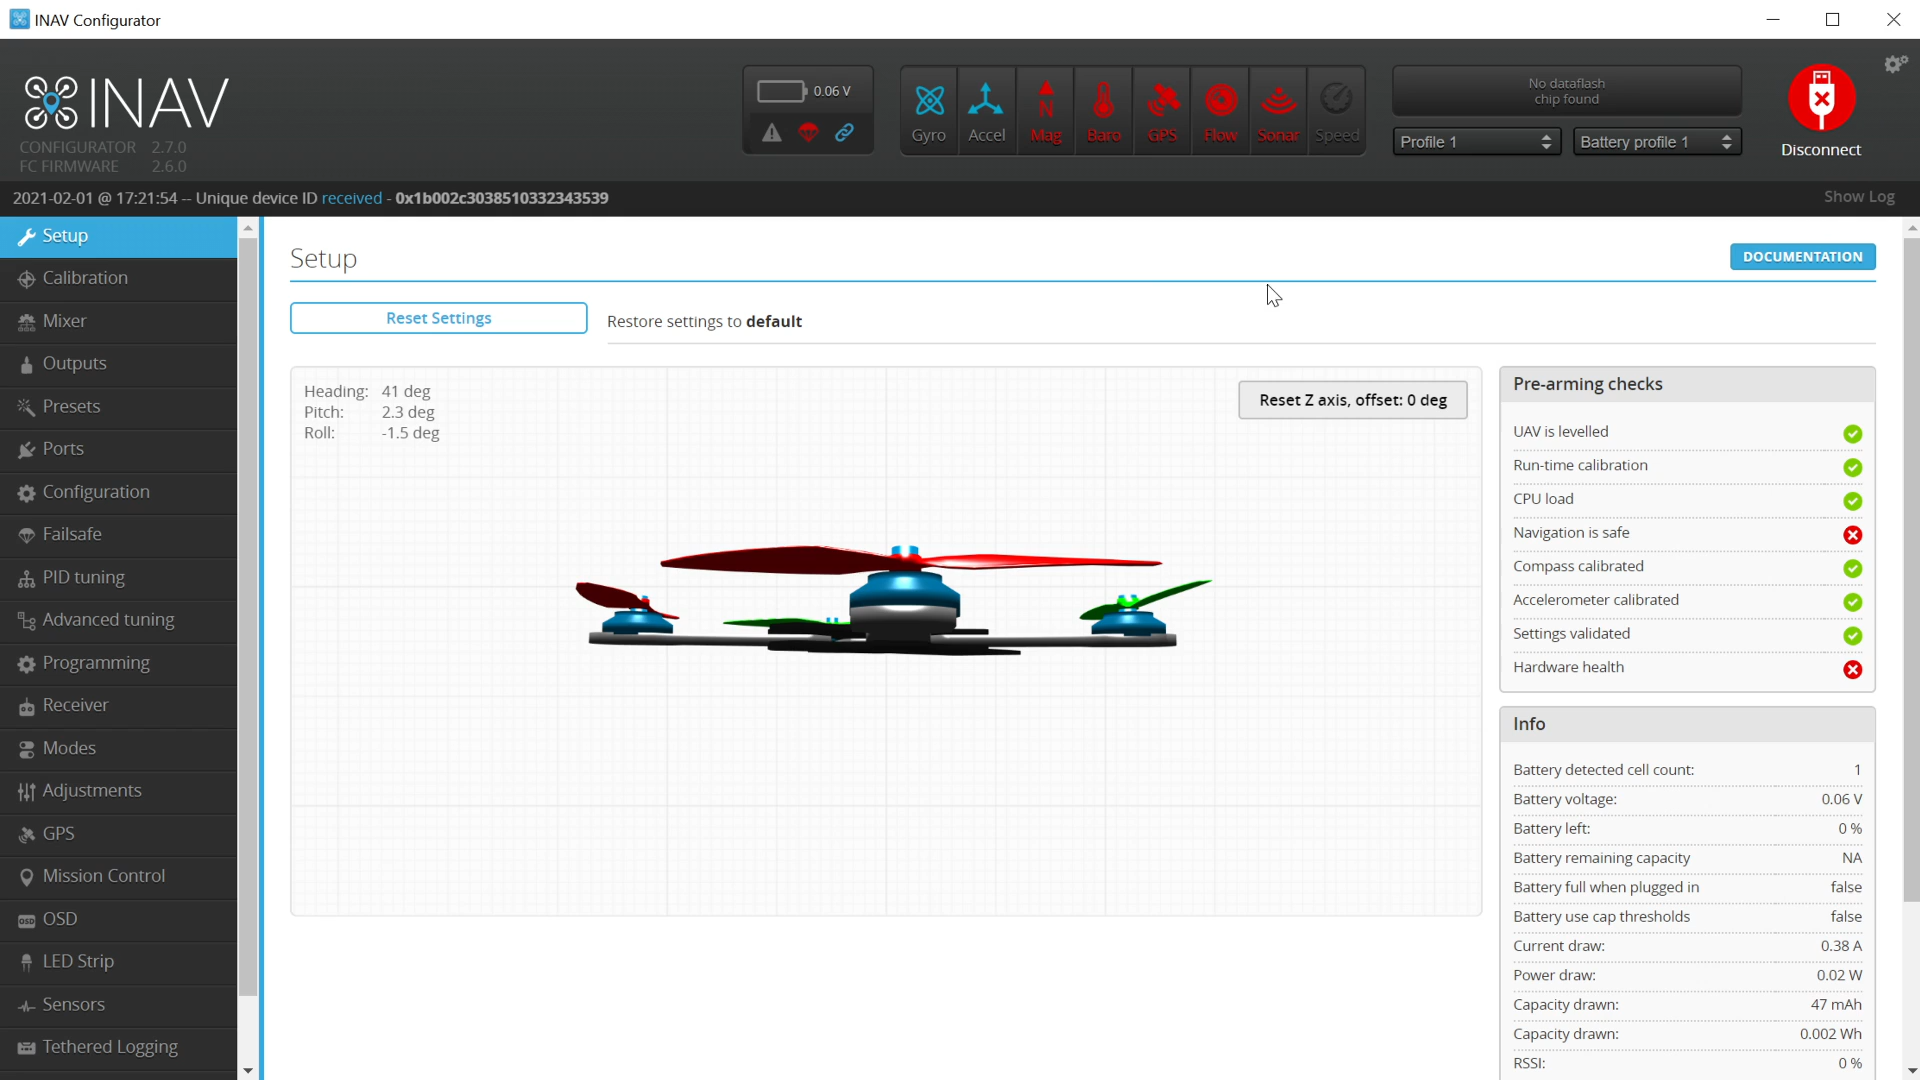 INAV Configurator
INAV
CONFIGURATOR 2.7.0
FC FIRMWARE 2.6.0
0.06 V
Gyro
Accel
N
Mag
Baro
GPS
Flow
Sonar
Speed
No dataflash
chip found
Profile 1
Battery profile 1
Disconnect
2021-02-01 @ 17:21:54 -- Unique device ID received - 0x1b002c3038510332343539
Show Log
Setup
Calibration
Mixer
Outputs
Presets
Ports
Configuration
Failsafe
PID tuning
Advanced tuning
Programming
Receiver
Modes
Adjustments
GPS
Mission Control
OSD
OSD
LED Strip
Sensors
Tethered Logging
Setup
DOCUMENTATION
Reset Settings
Restore settings to default
Heading: 41 deg
Pitch: 2.3 deg
Roll: -1.5 deg
Reset Z axis, offset: 0 deg
Pre-arming checks
UAV is levelled
Run-time calibration
CPU load
Navigation is safe
Compass calibrated
Accelerometer calibrated
Settings validated
Hardware health
Info
Battery detected cell count: 1
Battery voltage: 0.06 V
Battery left: 0 %
Battery remaining capacity NA
Battery full when plugged in false
Battery use cap thresholds false
Current draw: 0.38 A
Power draw: 0.02 W
Capacity drawn: 47 mAh
Capacity drawn: 0.002 Wh
RSSI: 0 %